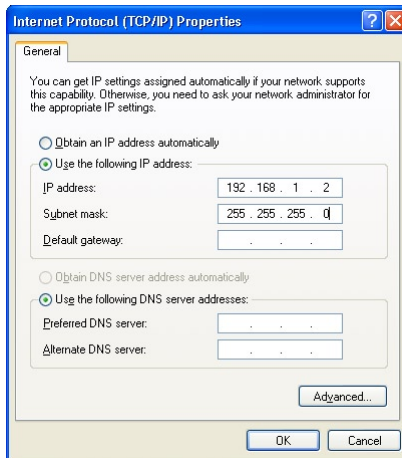 Internet Protocol (TCP/IP) Properties
General
You can get IP settings assigned automatically if your network supports
this capability. Otherwise, you need to ask your network administrator for
the appropriate IP settings.
Obtain an IP address automatically
Use the following IP address:
IP address: 192 . 168 . 1 . 2
Subnet mask: 255 . 255 . 255 . 0
Default gateway: . . .
Obtain DNS server address automatically
Use the following DNS server addresses:
Preferred DNS server: . . .
Alternate DNS server: . . .
Advanced...
OK Cancel